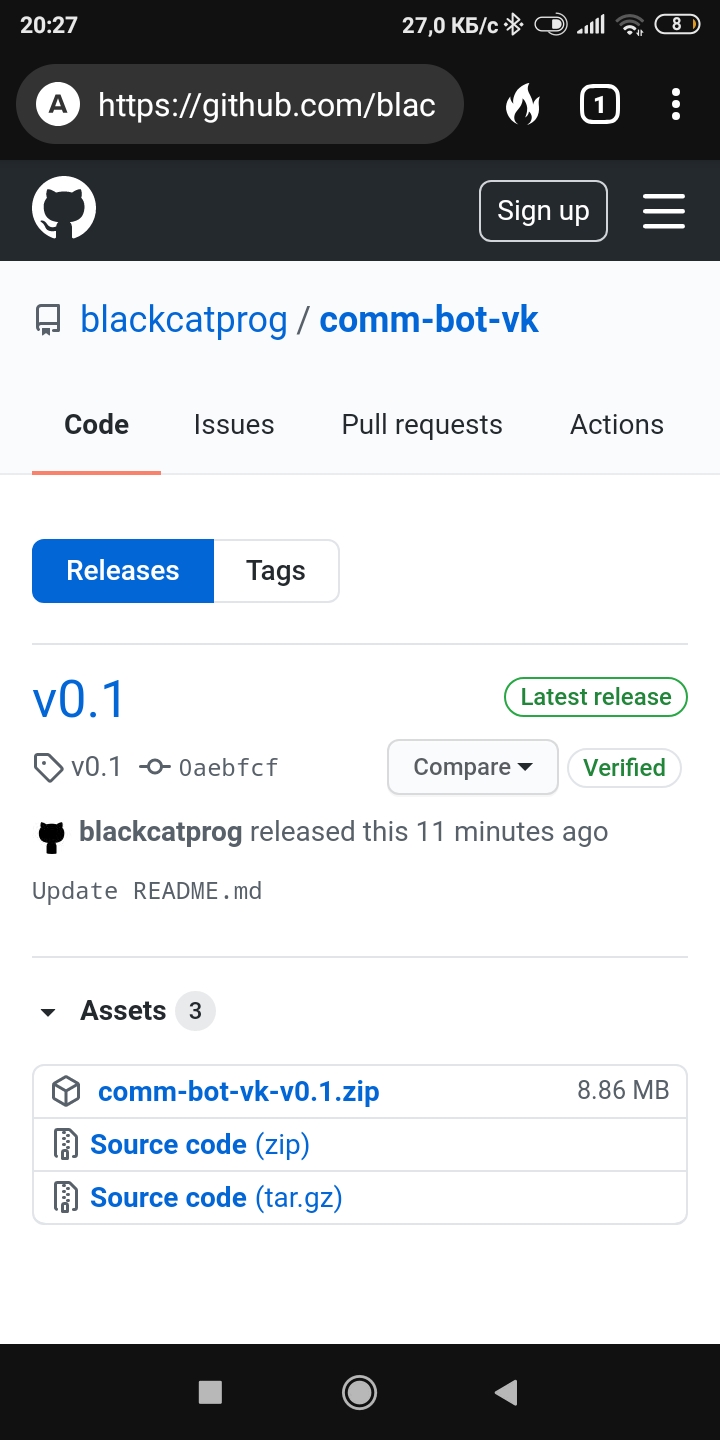 20:27 27,0 КБ/с 8
A https://github.com/blac 1
Sign up
blackcatprog / comm-bot-vk
Code Issues Pull requests Actions
Releases Tags
v0.1 Latest release
v0.1 0aebfcf Compare Verified
blackcatprog released this 11 minutes ago
Update README.md
Assets 3
comm-bot-vk-v0.1.zip 8.86 MB
Source code (zip)
Source code (tar.gz)